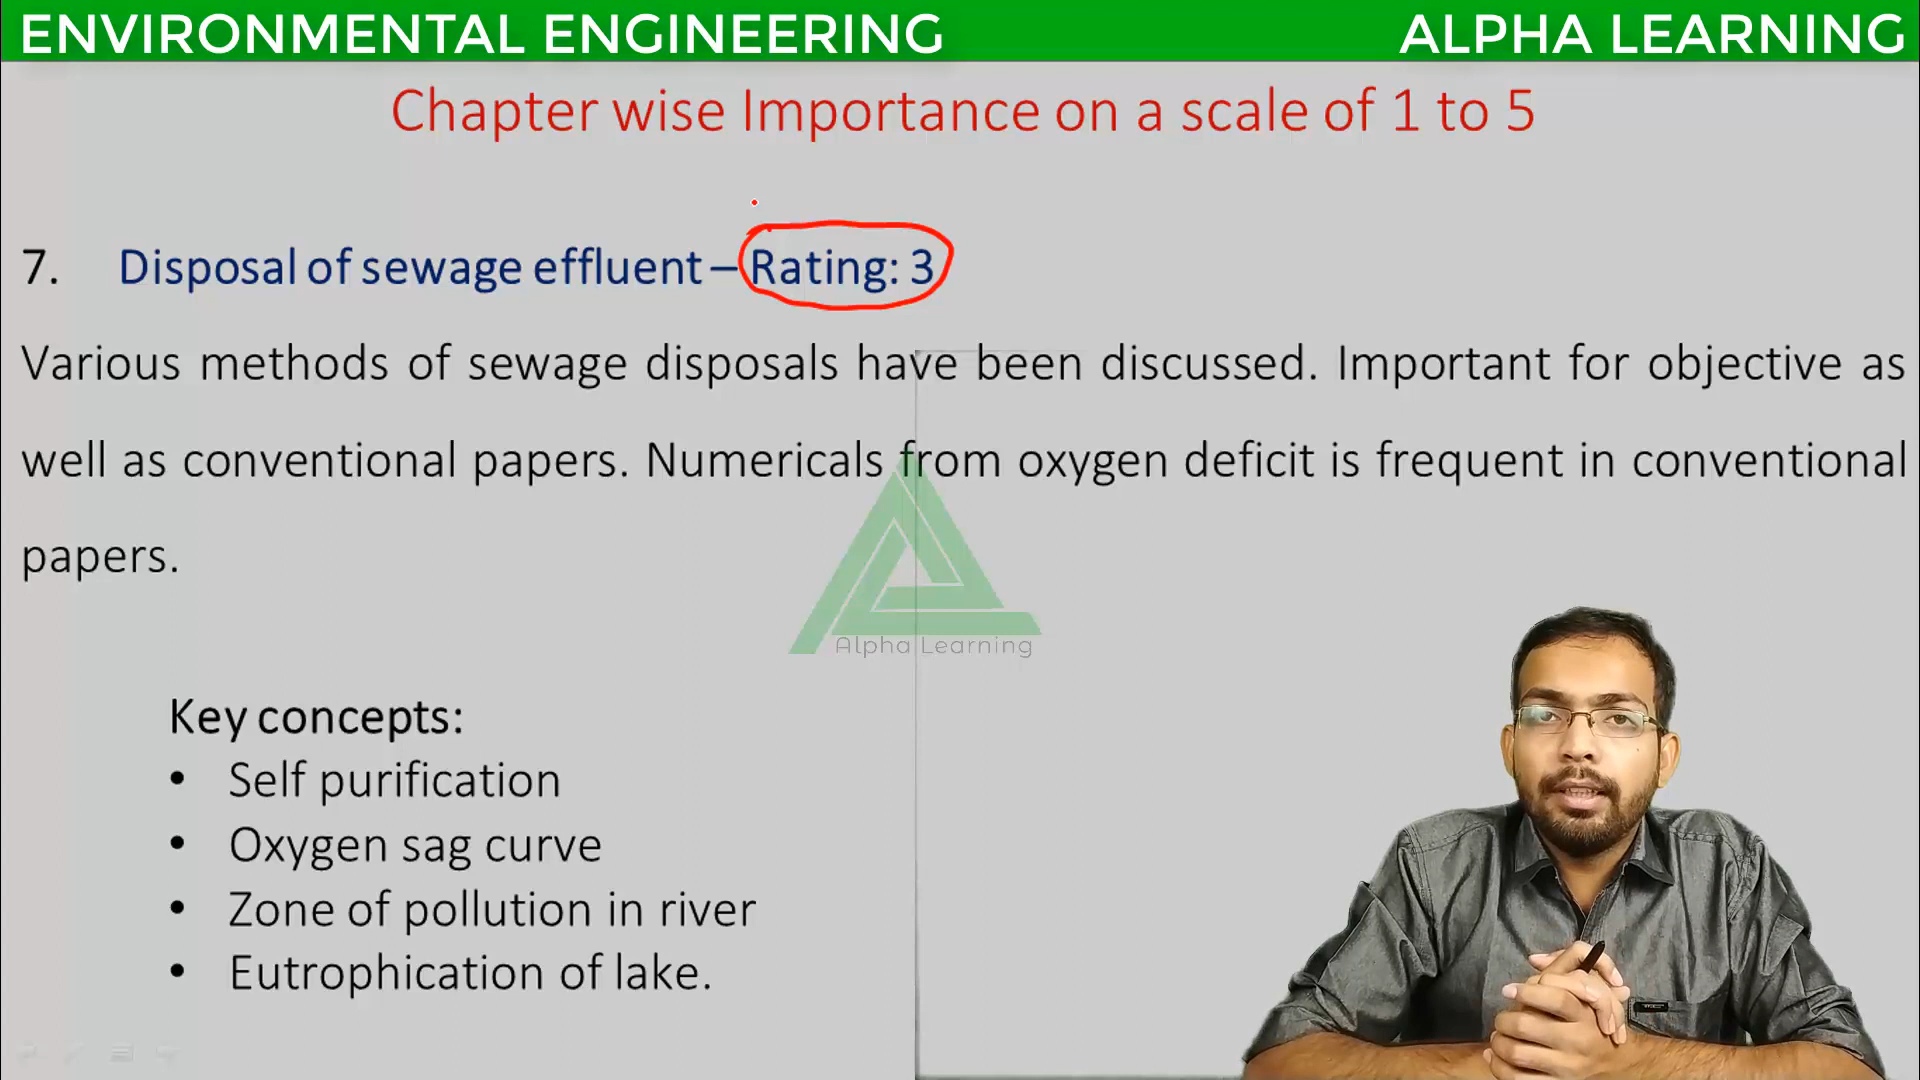 ENVIRONMENTAL ENGINEERING
ALPHA LEARNING
Chapter wise Importance on a scale of 1 to 5
7. Disposal of sewage effluent – Rating: 3
Various methods of sewage disposals have been discussed. Important for objective as
well as conventional papers. Numericals from oxygen deficit is frequent in conventional
papers.
Alpha Learning
Key concepts:
• Self purification
• Oxygen sag curve
• Zone of pollution in river
• Eutrophication of lake.